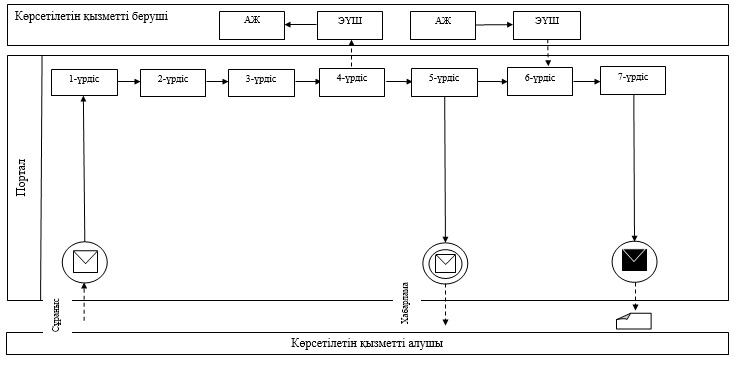 Көрсетілетін қызметті беруші
АЖ
ЭҮШ
АЖ
ЭҮШ
Портал
1-үрдіс
2-үрдіс
3-үрдіс
4-үрдіс
5-үрдіс
6-үрдіс
7-үрдіс
Сұраныс
Хабарлама
Көрсетілетін қызметті алушы